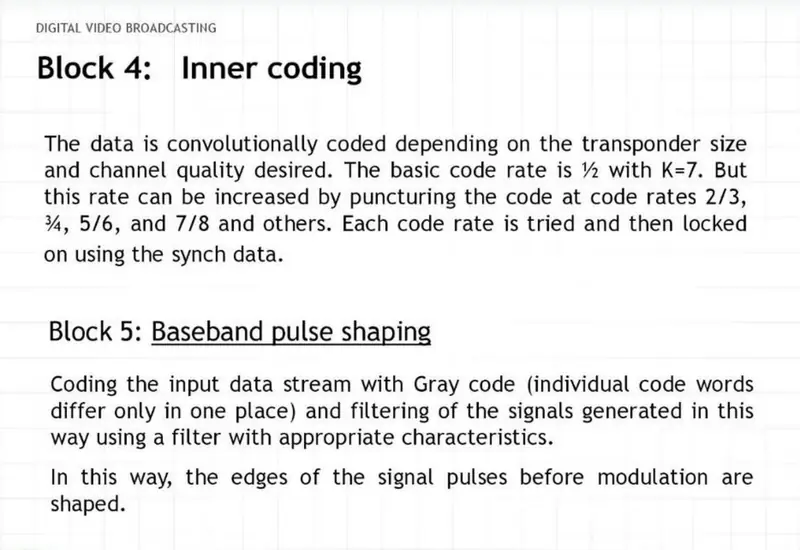 DIGITAL VIDEO BROADCASTING
Block 4: Inner coding
The data is convolutionally coded depending on the transponder size
and channel quality desired. The basic code rate is ½ with K=7. But
this rate can be increased by puncturing the code at code rates 2/3,
¾, 5/6, and 7/8 and others. Each code rate is tried and then locked
on using the synch data.
Block 5: Baseband pulse shaping
Coding the input data stream with Gray code (individual code words
differ only in one place) and filtering of the signals generated in this
way using a filter with appropriate characteristics.
In this way, the edges of the signal pulses before modulation are
shaped.